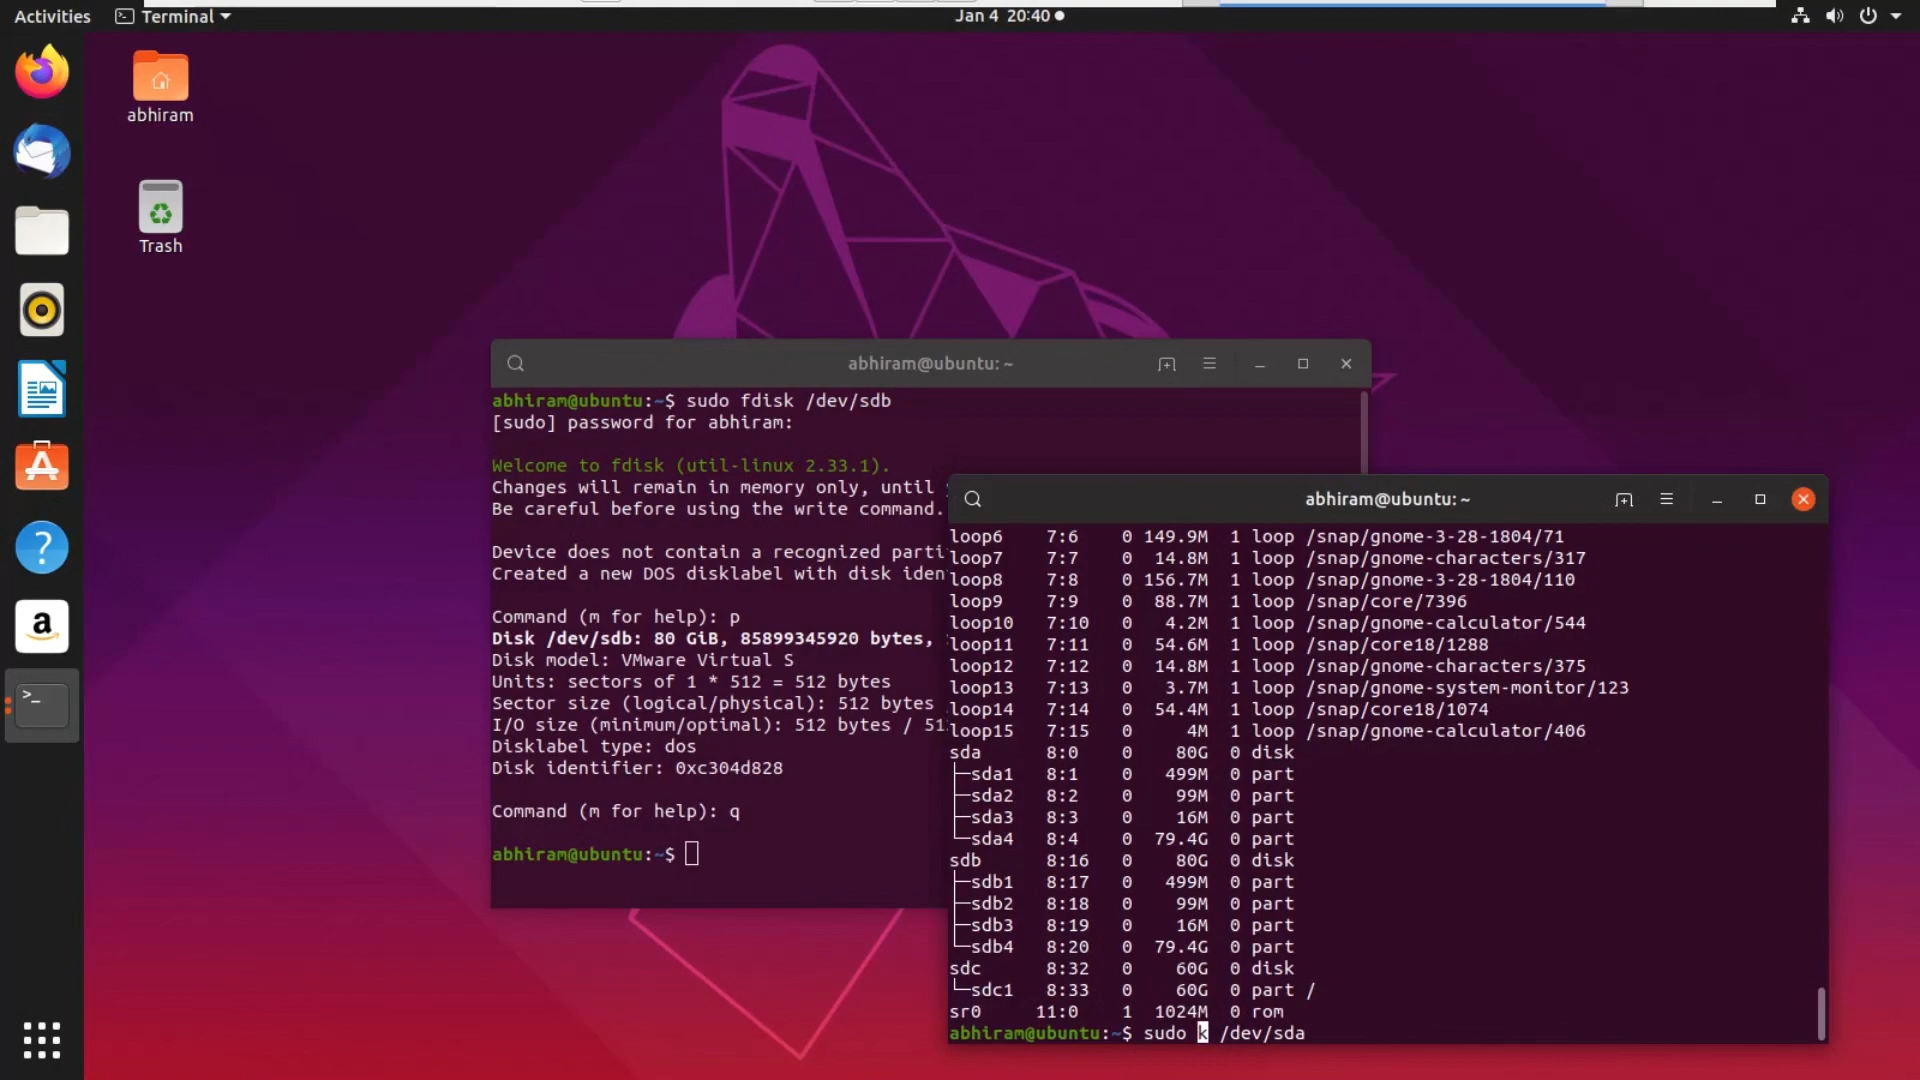 Activities
Terminal
Jan 4 20:40
abhiram
Trash
abhiram@ubuntu: ~
abhiram@ubuntu:~$ sudo fdisk /dev/sdb
[sudo] password for abhiram:
Welcome to fdisk (util-linux 2.33.1).
Changes will remain in memory only, until
Be careful before using the write command.
Device does not contain a recognized parti
Created a new DOS disklabel with disk iden
Command (m for help): p
Disk /dev/sdb: 80 GiB, 85899345920 bytes,
Disk model: VMware Virtual S
Units: sectors of 1 * 512 = 512 bytes
Sector size (logical/physical): 512 bytes
I/O size (minimum/optimal): 512 bytes / 51
Disklabel type: dos
Disk identifier: 0xc304d828
Command (m for help): q
abhiram@ubuntu:~$
abhiram@ubuntu: ~
loop6 7:6 0 149.9M 1 loop /snap/gnome-3-28-1804/71
loop7 7:7 0 14.8M 1 loop /snap/gnome-characters/317
loop8 7:8 0 156.7M 1 loop /snap/gnome-3-28-1804/110
loop9 7:9 0 88.7M 1 loop /snap/core/7396
loop10 7:10 0 4.2M 1 loop /snap/gnome-calculator/544
loop11 7:11 0 54.6M 1 loop /snap/core18/1288
loop12 7:12 0 14.8M 1 loop /snap/gnome-characters/375
loop13 7:13 0 3.7M 1 loop /snap/gnome-system-monitor/123
loop14 7:14 0 54.4M 1 loop /snap/core18/1074
loop15 7:15 0 4M 1 loop /snap/gnome-calculator/406
sda 8:0 0 80G 0 disk
├─sda1 8:1 0 499M 0 part
├─sda2 8:2 0 99M 0 part
├─sda3 8:3 0 16M 0 part
└─sda4 8:4 0 79.4G 0 part
sdb 8:16 0 80G 0 disk
├─sdb1 8:17 0 499M 0 part
├─sdb2 8:18 0 99M 0 part
├─sdb3 8:19 0 16M 0 part
└─sdb4 8:20 0 79.4G 0 part
sdc 8:32 0 60G 0 disk
└─sdc1 8:33 0 60G 0 part /
sr0 11:0 1 1024M 0 rom
abhiram@ubuntu:~$ sudo k /dev/sda